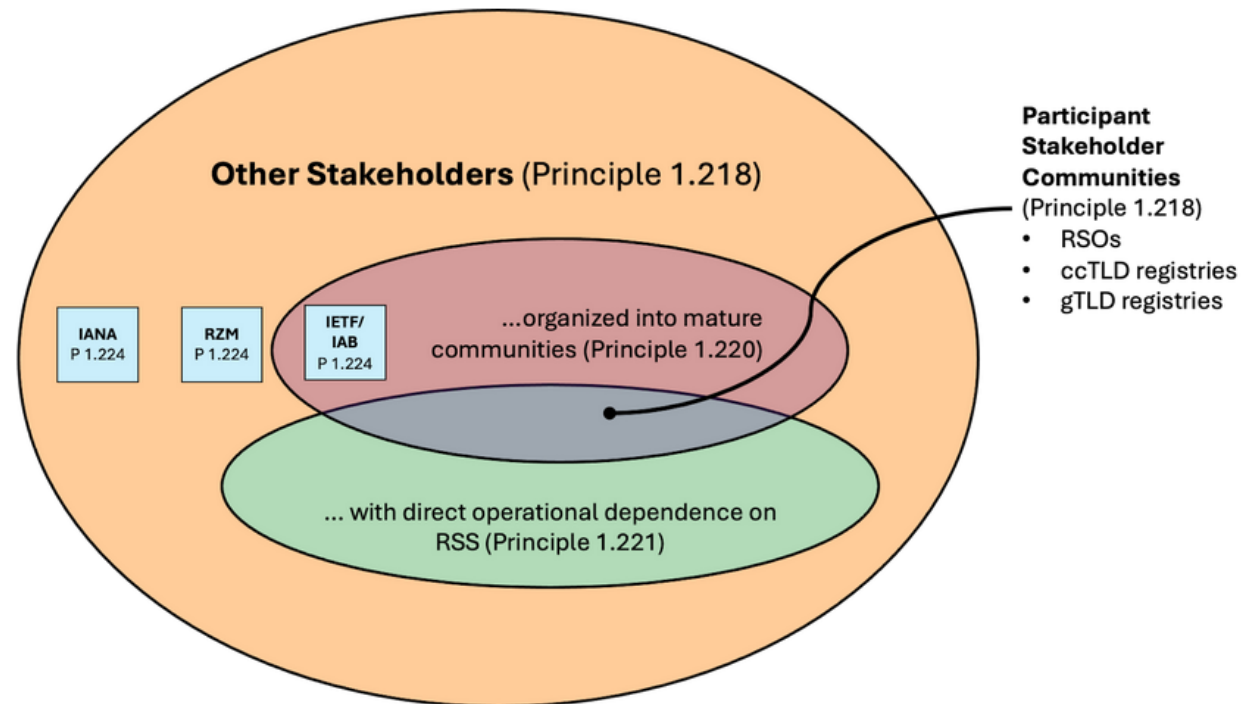 Other Stakeholders (Principle 1.218)
IANA
P 1.224
RZM
P 1.224
IETF/
IAB
P 1.224
...organized into mature
communities (Principle 1.220)
... with direct operational dependence on
RSS (Principle 1.221)
Participant
Stakeholder
Communities
(Principle 1.218)
• RSOs
• ccTLD registries
• gTLD registries